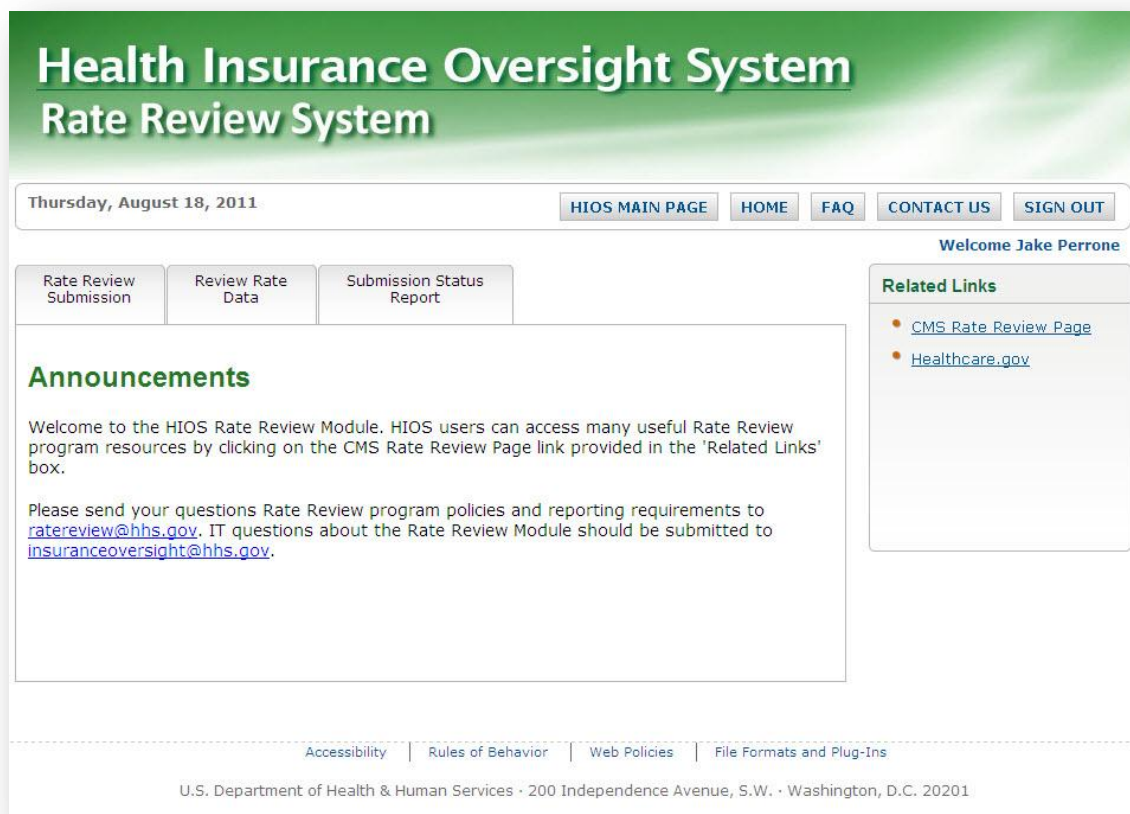 Health Insurance Oversight System
Rate Review System
Thursday, August 18, 2011
HIOS MAIN PAGE HOME FAQ CONTACT US SIGN OUT
Welcome Jake Perrone
Rate Review
Submission
Review Rate
Data
Submission Status
Report
Announcements
Welcome to the HIOS Rate Review Module. HIOS users can access many useful Rate Review
program resources by clicking on the CMS Rate Review Page link provided in the 'Related Links'
box.
Please send your questions Rate Review program policies and reporting requirements to
ratereview@hhs.gov. IT questions about the Rate Review Module should be submitted to
insuranceoversight@hhs.gov.
Related Links
CMS Rate Review Page
Healthcare.gov
Accessibility | Rules of Behavior | Web Policies | File Formats and Plug-Ins
U.S. Department of Health & Human Services · 200 Independence Avenue, S.W. · Washington, D.C. 20201